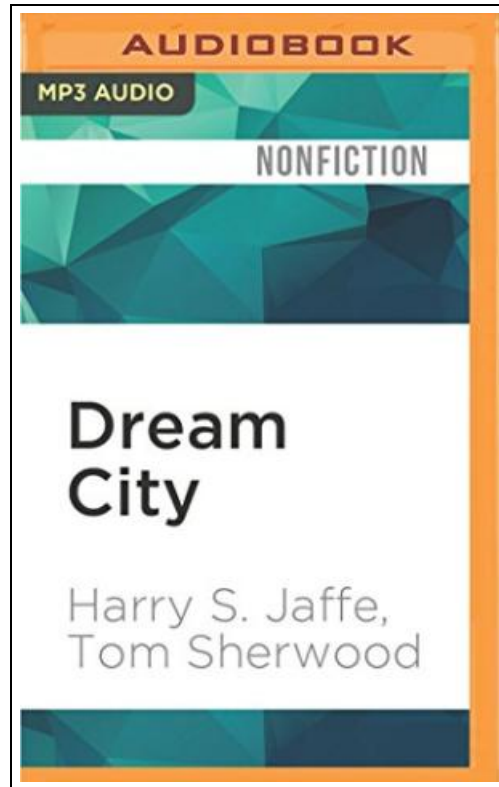 AUDIOBOOK
MP3 AUDIO
NONFICTION
Dream
City
Harry S. Jaffe,
Tom Sherwood